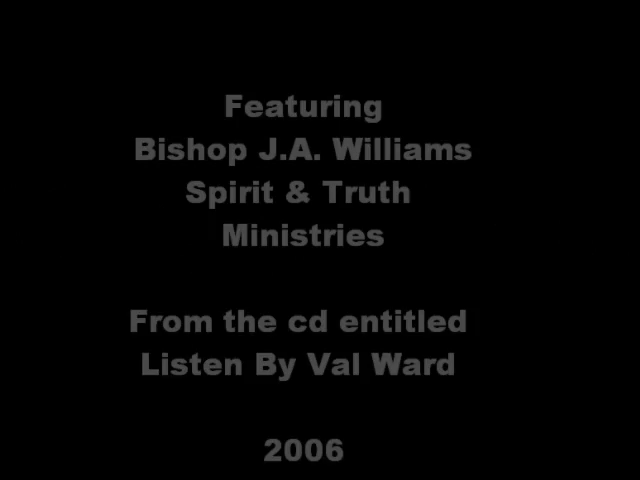 Featuring
Bishop J.A. Williams
Spirit & Truth
Ministries
From the cd entitled
Listen By Val Ward
2006